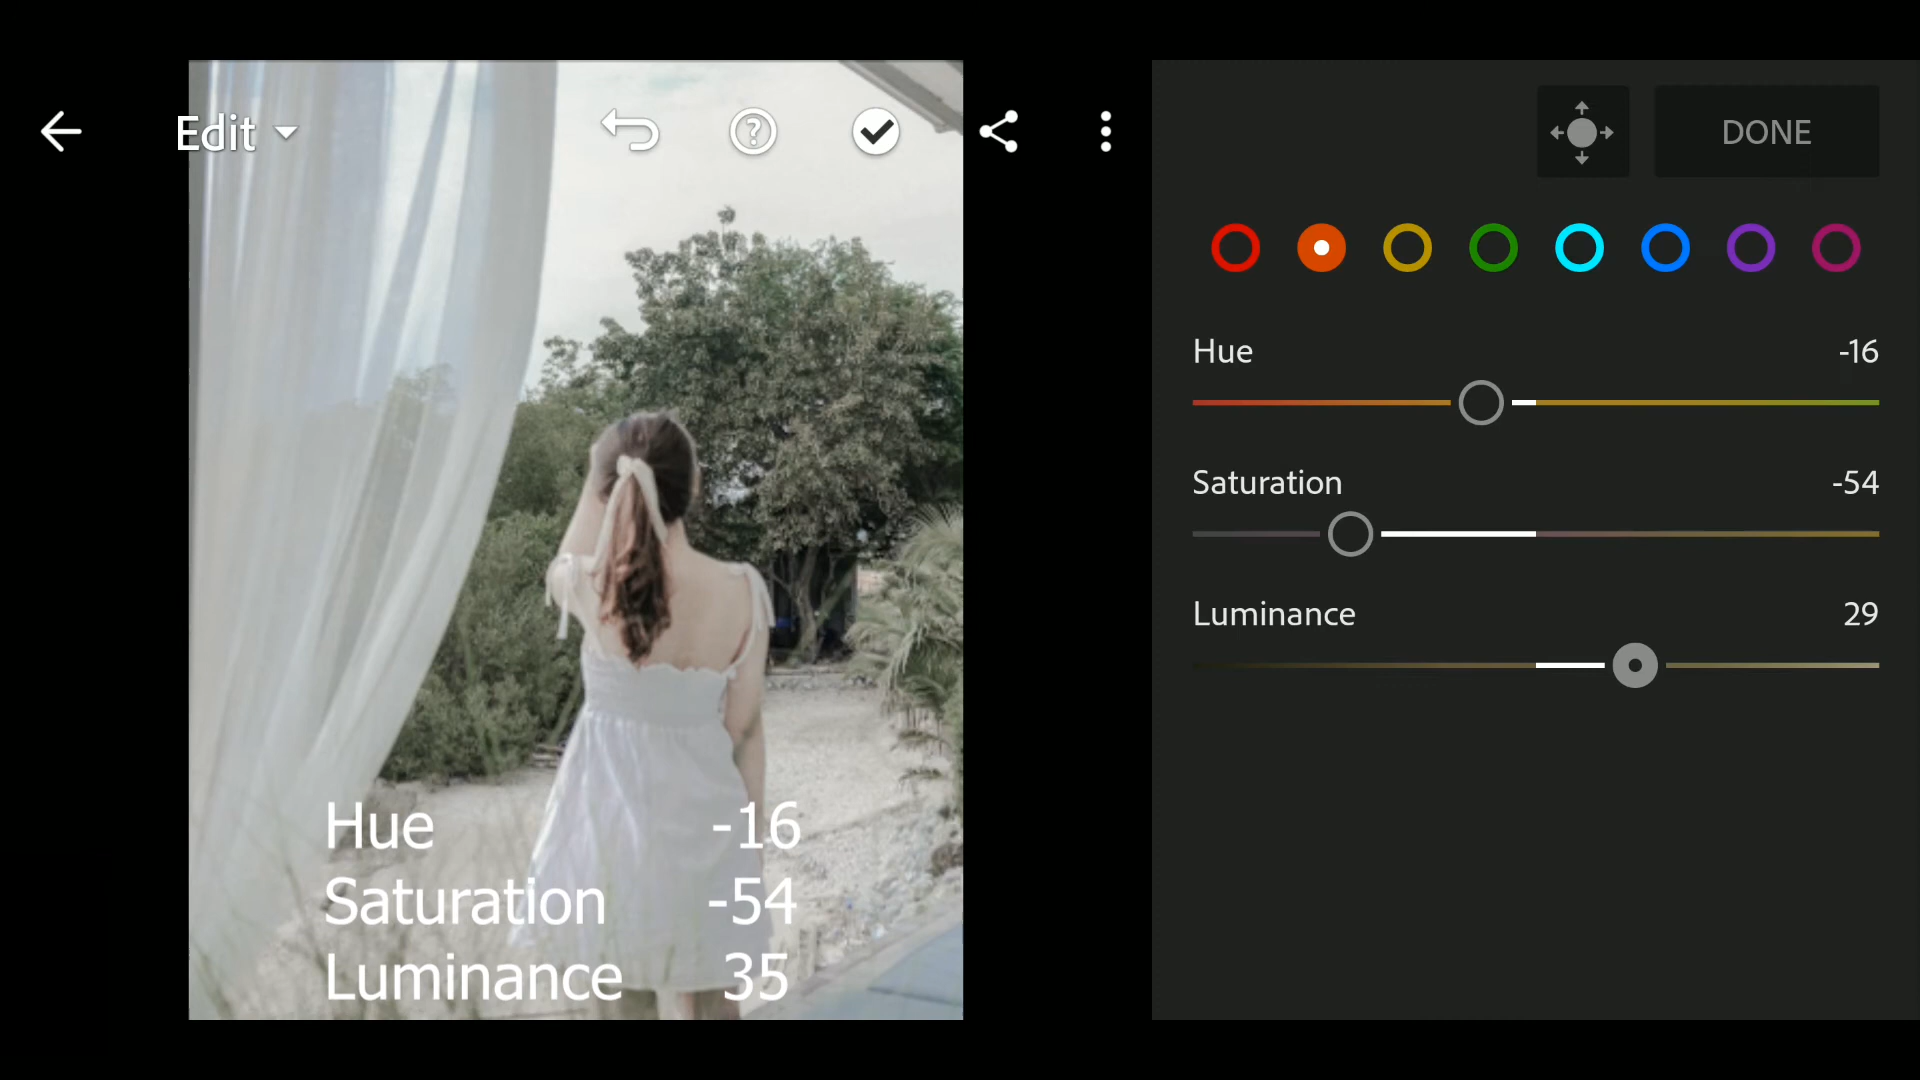 Edit
DONE
Hue -16
Saturation -54
Luminance 29
Hue -16
Saturation -54
Luminance 35